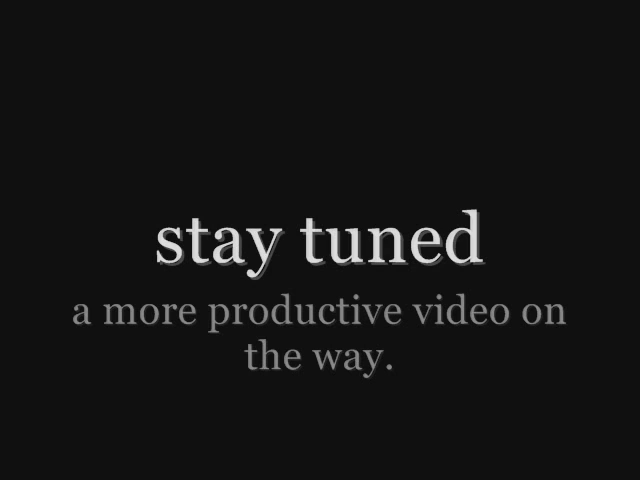 stay tuned
a more productive video on
the way.